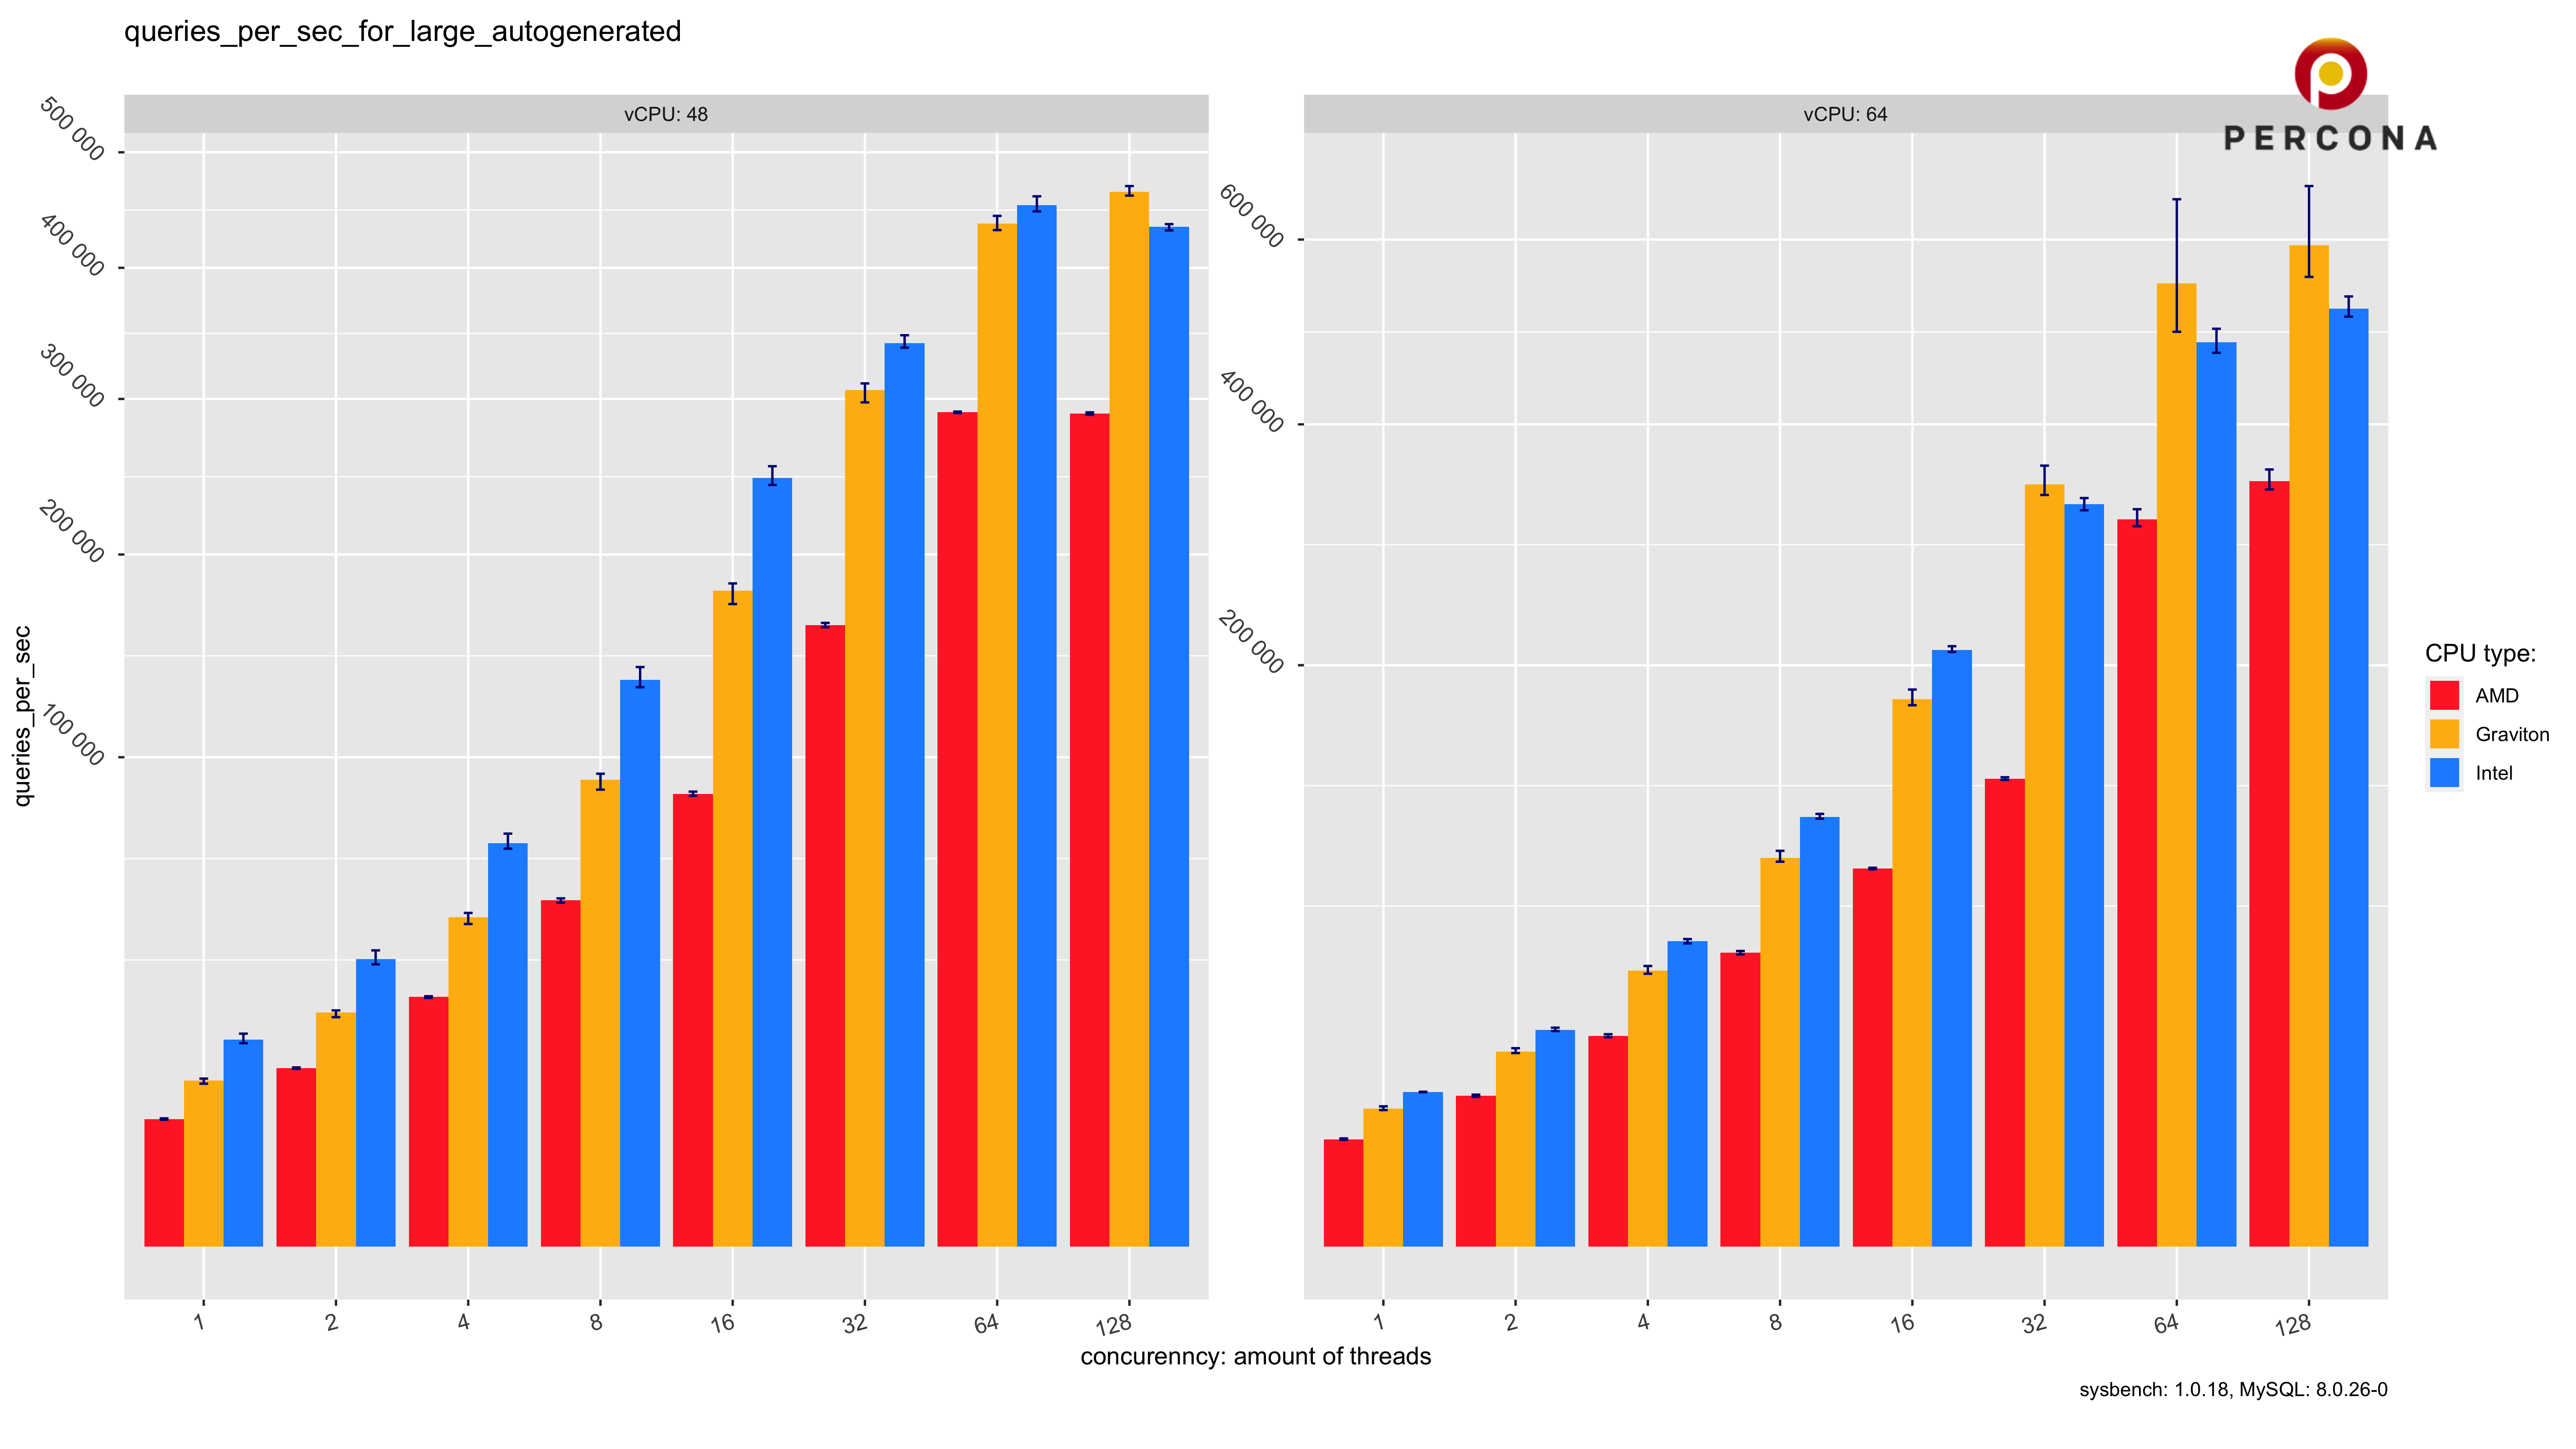 queries_per_sec_for_large_autogenerated
PERCONA
vCPU: 48
vCPU: 64
queries_per_sec
500 000
400 000
300 000
200 000
100 000
600 000
400 000
200 000
1 2 4 8 16 32 64 128
1 2 4 8 16 32 64 128
concurenncy: amount of threads
CPU type:
AMD
Graviton
Intel
sysbench: 1.0.18, MySQL: 8.0.26-0